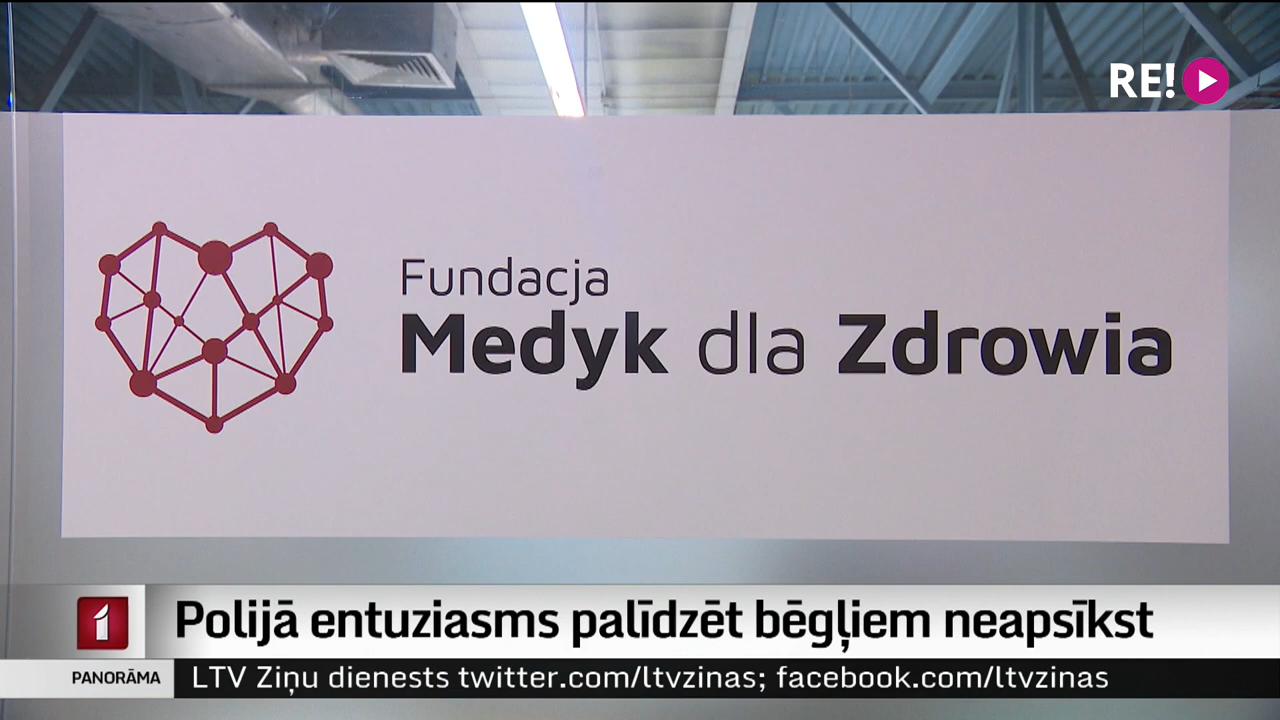 RE!
Fundacja
Medyk dla Zdrowia
1
Polijā entuziasms palīdzēt bēgļiem neapsīkst
PANORĀMA
LTV Ziņu dienests twitter.com/ltvzinas; facebook.com/ltvzinas